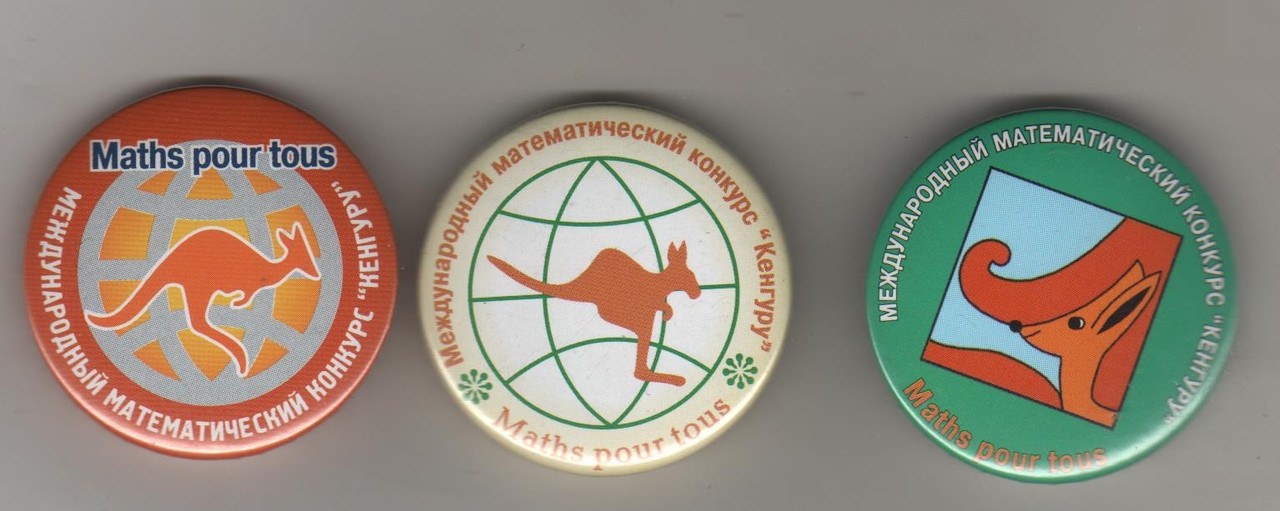 Maths pour tous
МЕЖДУНАРОДНЫЙ МАТЕМАТИЧЕСКИЙ КОНКУРС "КЕНГУРУ"
Международный математический конкурс "Кенгуру"
Maths pour tous
МЕЖДУНАРОДНЫЙ МАТЕМАТИЧЕСКИЙ КОНКУРС "КЕНГУРУ"
Maths pour tous